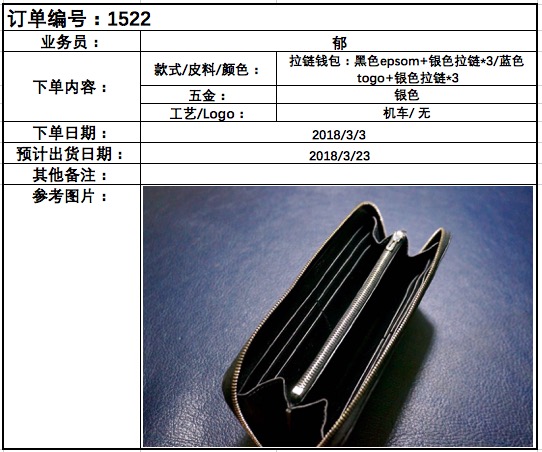 订单编号：1522
业务员：
郁
下单内容：
款式/皮料/颜色：
拉链钱包：黑色epsom+银色拉链*3/蓝色
togo+银色拉链*3
五金：
银色
工艺/Logo：
机车/ 无
下单日期：
2018/3/3
预计出货日期：
2018/3/23
其他备注：
参考图片：